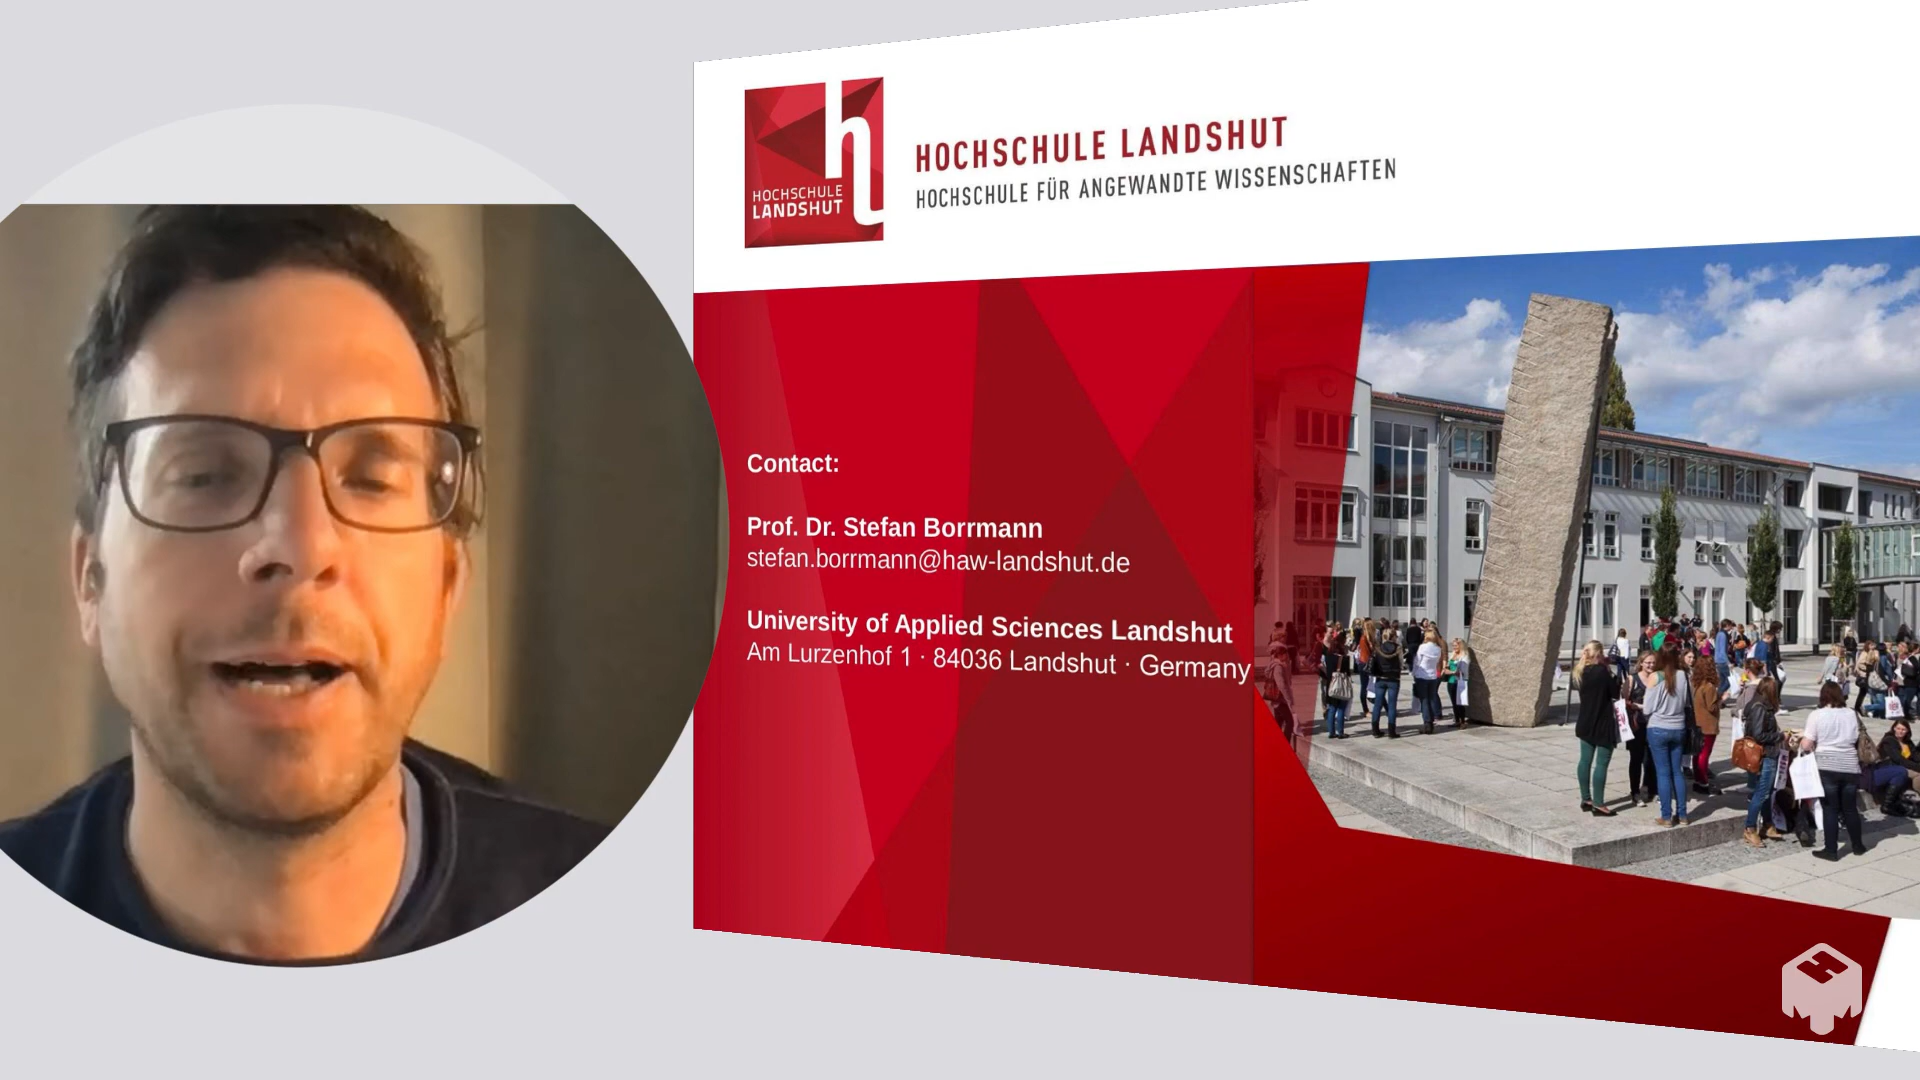 HOCHSCHULE
LANDSHUT
HOCHSCHULE LANDSHUT
HOCHSCHULE FÜR ANGEWANDTE WISSENSCHAFTEN
Contact:
Prof. Dr. Stefan Borrmann
stefan.borrmann@haw-landshut.de
University of Applied Sciences Landshut
Am Lurzenhof 1 · 84036 Landshut · Germany